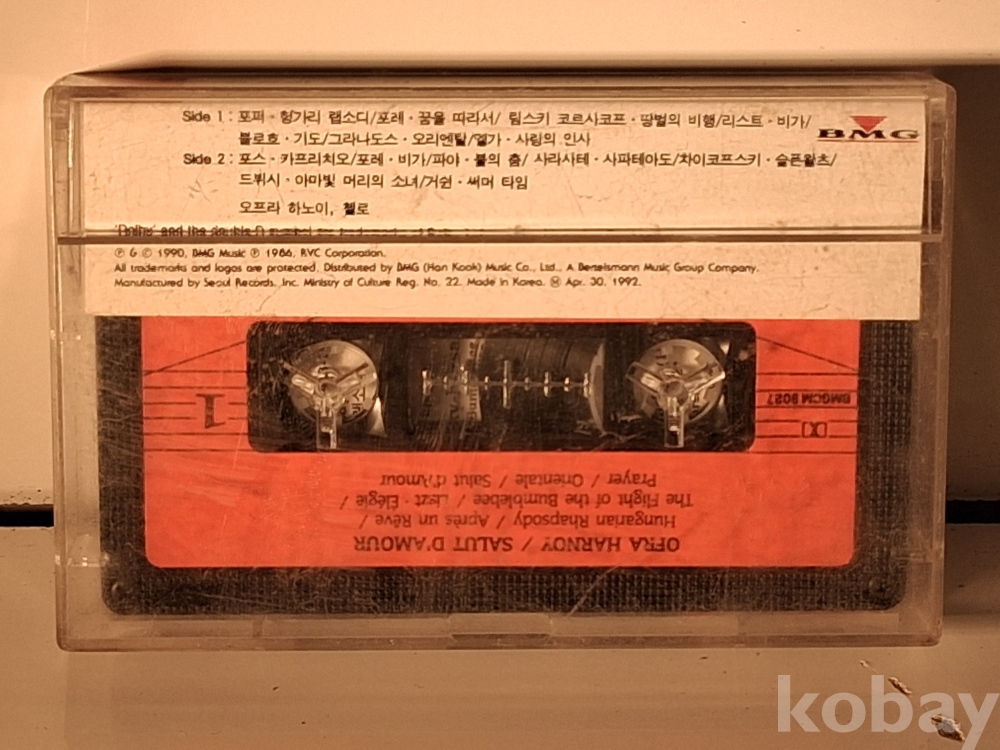 Side 1 : 포퍼 · 헝가리 랩소디/포레 · 꿈을 따라서/ 림스키 코르사코프 · 땅벌의 비행/리스트 · 비가/
블로흐 · 기도/그라나도스 · 오리엔탈/엘가 · 사랑의 인사
Side 2 : 포스 · 카프리치오/포레 · 비가/파야 · 불의 춤/ 사라사테 · 사파테아도/차이코프스키 · 슬픈왈츠/
드뷔시 · 아마빛 머리의 소녀/거쉰 · 써머 타임
오프라 하노이, 첼로
BMG
℗ & © 1990, BMG Music ℗ 1986, RVC Corporation.
All trademarks and logos are protected. Distributed by BMG (Han Kook) Music Co., Ltd., A Bertelsmann Music Group Company.
Manufactured by Seoul Records, Inc. Ministry of Culture Reg. No. 22. Made in Korea. Ⓜ Apr. 30, 1992.
OFRA HARNOY / SALUT D'AMOUR
Hungarian Rhapsody / Après un Rêve /
The Flight of the Bumblebee / Liszt · Élégie /
Prayer / Orientale / Salut d'Amour
BMGCM 9027
1
kobay